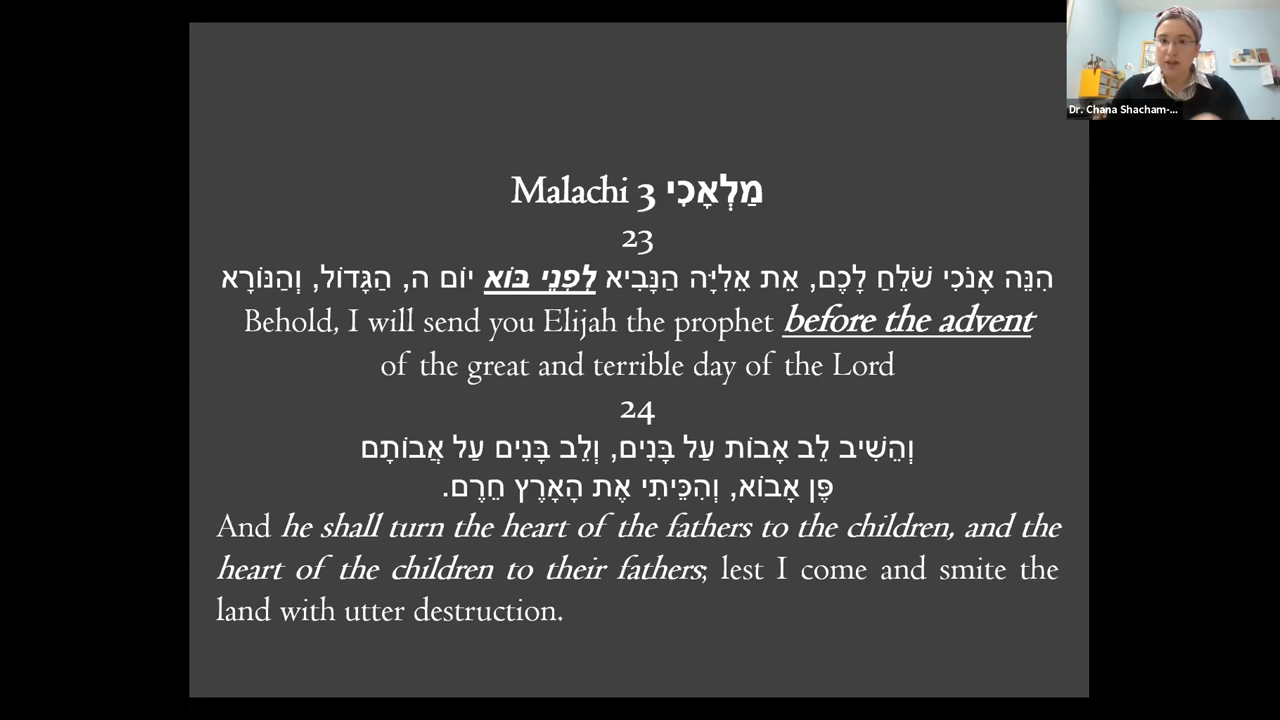 Dr. Chana Shacham-...
Malachi 3 מַלְאָכִי
23
הִנֵּה אָנֹכִי שֹׁלֵחַ לָכֶם, אֵת אֵלִיָּה הַנָּבִיא לִפְנֵי בּוֹא יוֹם ה, הַגָּדוֹל, וְהַנּוֹרָא
Behold, I will send you Elijah the prophet before the advent
of the great and terrible day of the Lord
24
וְהֵשִׁיב לֵב אָבוֹת עַל בָּנִים, וְלֵב בָּנִים עַל אֲבוֹתָם
פֶּן אָבוֹא, וְהִכֵּיתִי אֶת הָאָרֶץ חֵרֶם.
And he shall turn the heart of the fathers to the children, and the
heart of the children to their fathers; lest I come and smite the
land with utter destruction.